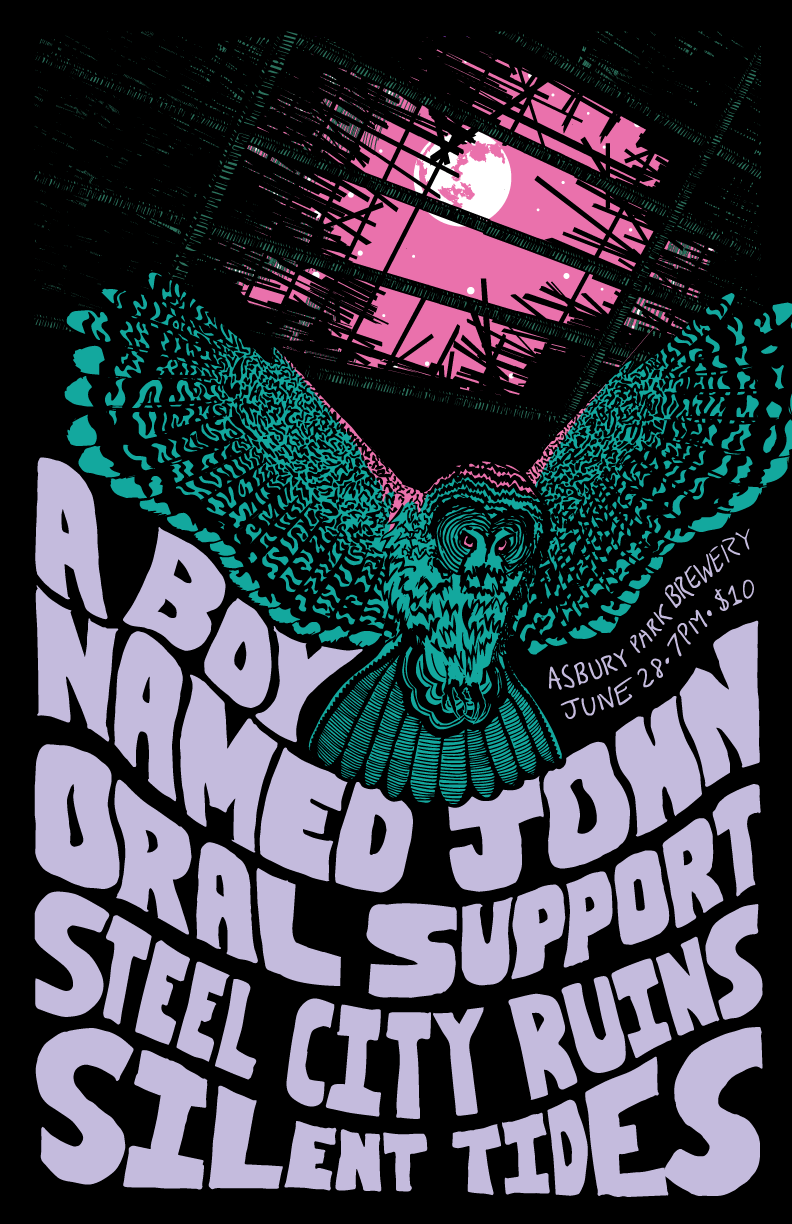 ASBURY PARK BREWERY
JUNE 28 • 7PM • $10
A BOY
NAMED JOHN
ORAL SUPPORT
STEEL CITY RUINS
SILENT TIDES